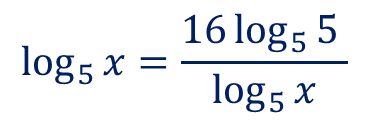 log₅ x = (16 log₅ 5) / (log₅ x)